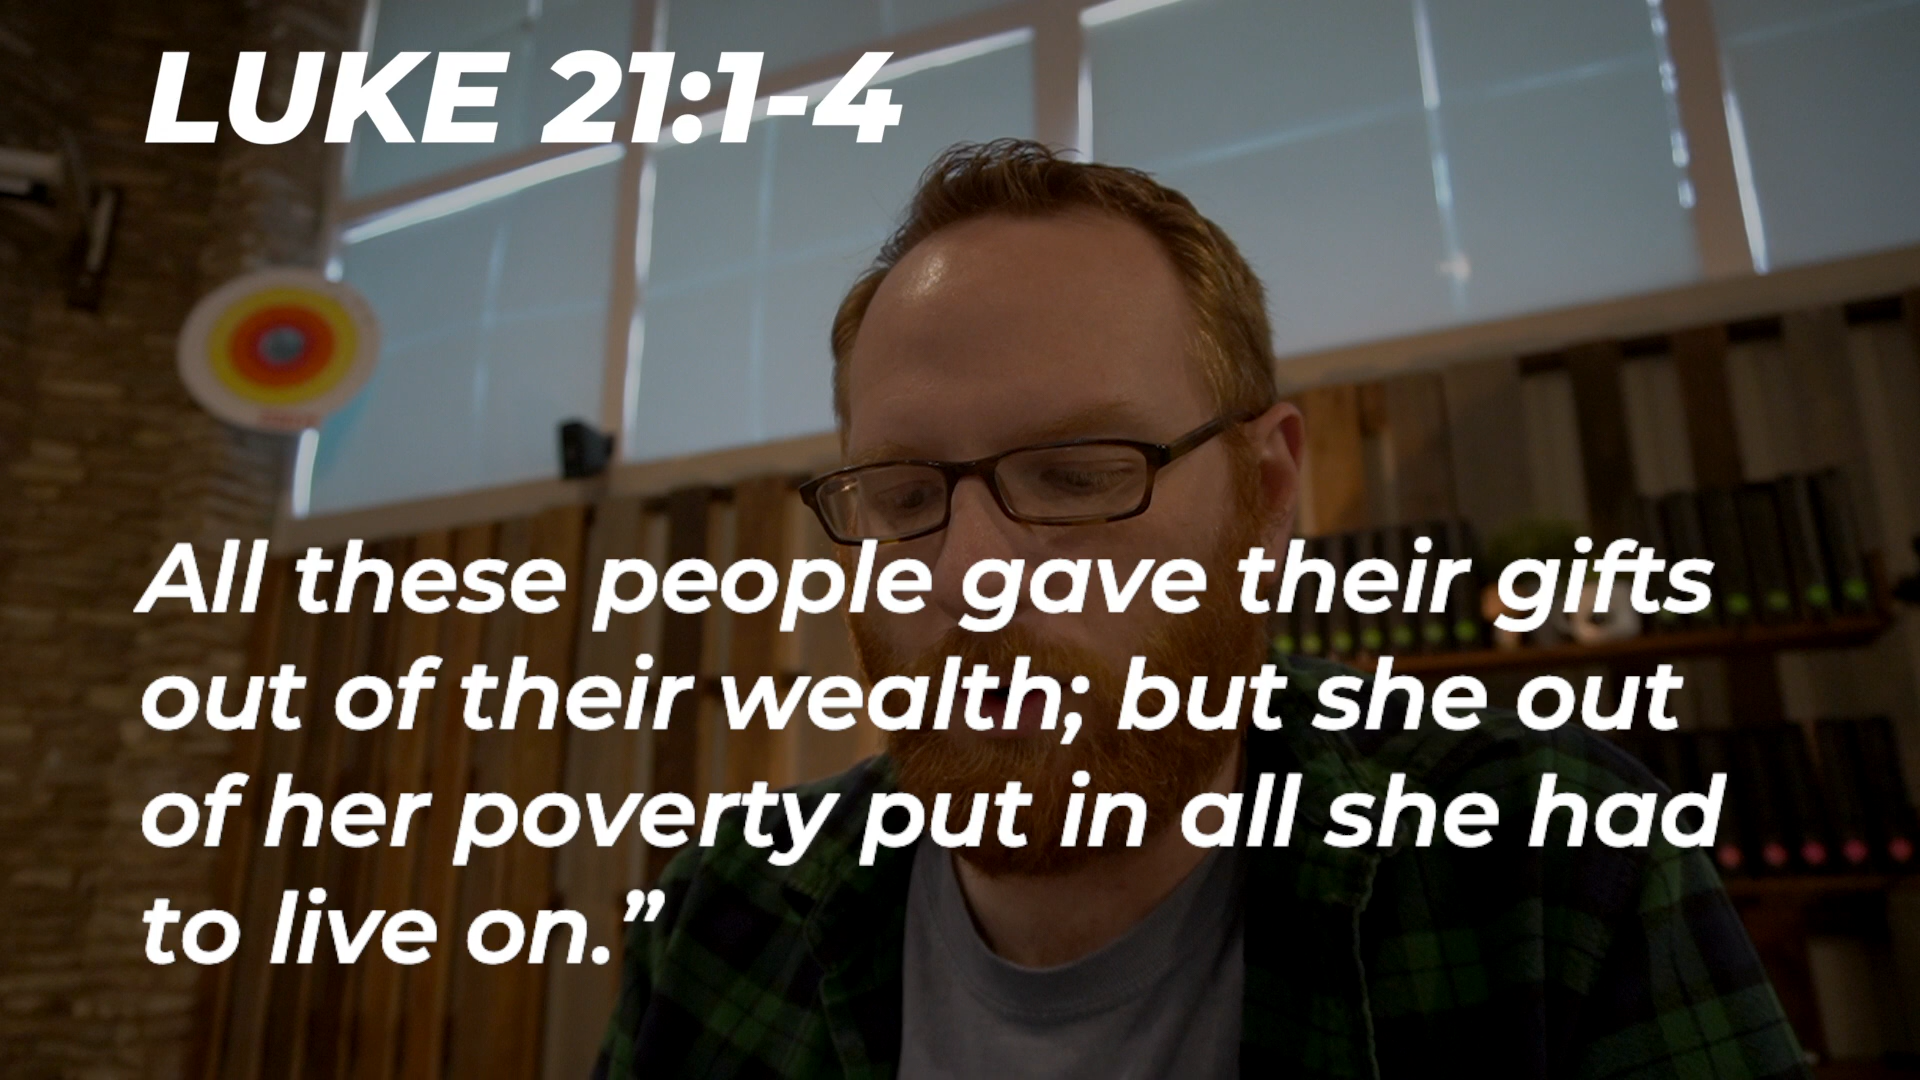 LUKE 21:1-4
All these people gave their gifts
out of their wealth; but she out
of her poverty put in all she had
to live on.”